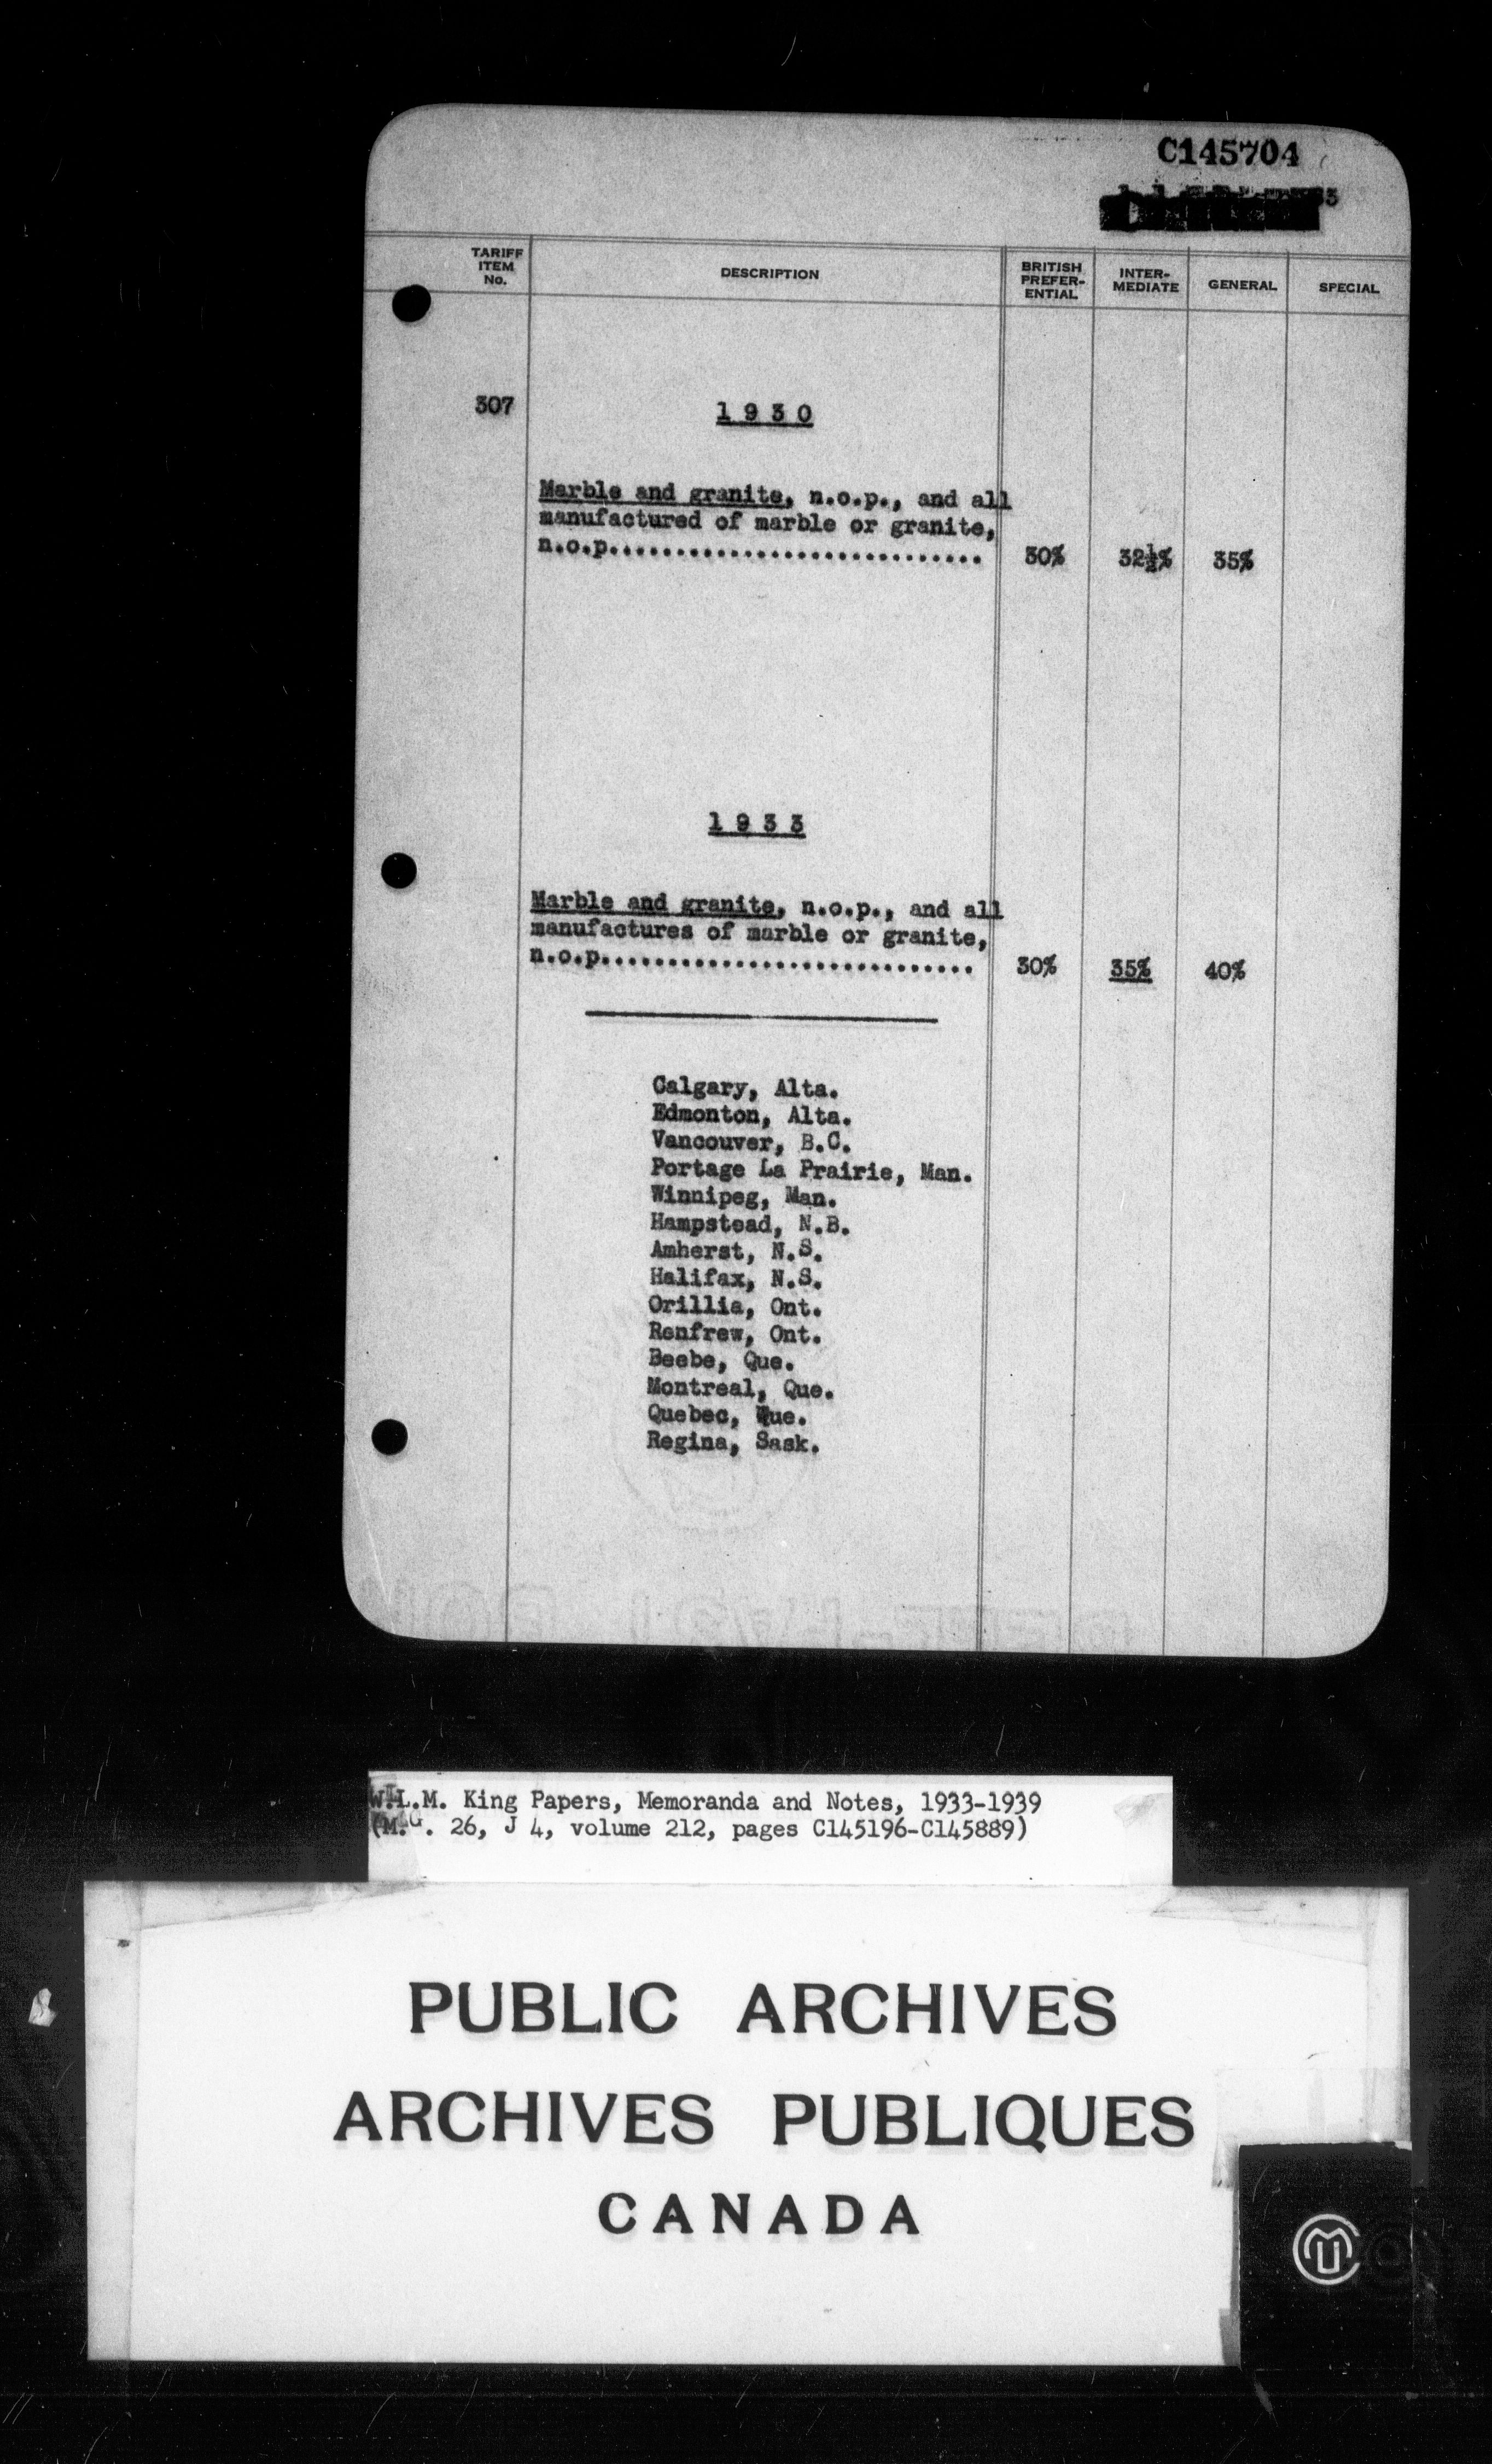 C145704
TARIFF ITEM No. DESCRIPTION BRITISH PREFER-ENTIAL INTER-MEDIATE GENERAL SPECIAL
307 1 9 3 0
Marble and granite, n.o.p., and all
manufactured of marble or granite,
n.o.p.............................. 30% 32½% 35%
1 9 3 3
Marble and granite, n.o.p., and all
manufactures of marble or granite,
n.o.p.............................. 30% 35% 40%
Calgary, Alta.
Edmonton, Alta.
Vancouver, B.C.
Portage La Prairie, Man.
Winnipeg, Man.
Hampstead, N.B.
Amherst, N.S.
Halifax, N.S.
Orillia, Ont.
Renfrew, Ont.
Beebe, Que.
Montreal, Que.
Quebec, Que.
Regina, Sask.
W.L.M. King Papers, Memoranda and Notes, 1933-1939
(M.G. 26, J 4, volume 212, pages C145196-C145889)
PUBLIC ARCHIVES
ARCHIVES PUBLIQUES
CANADA